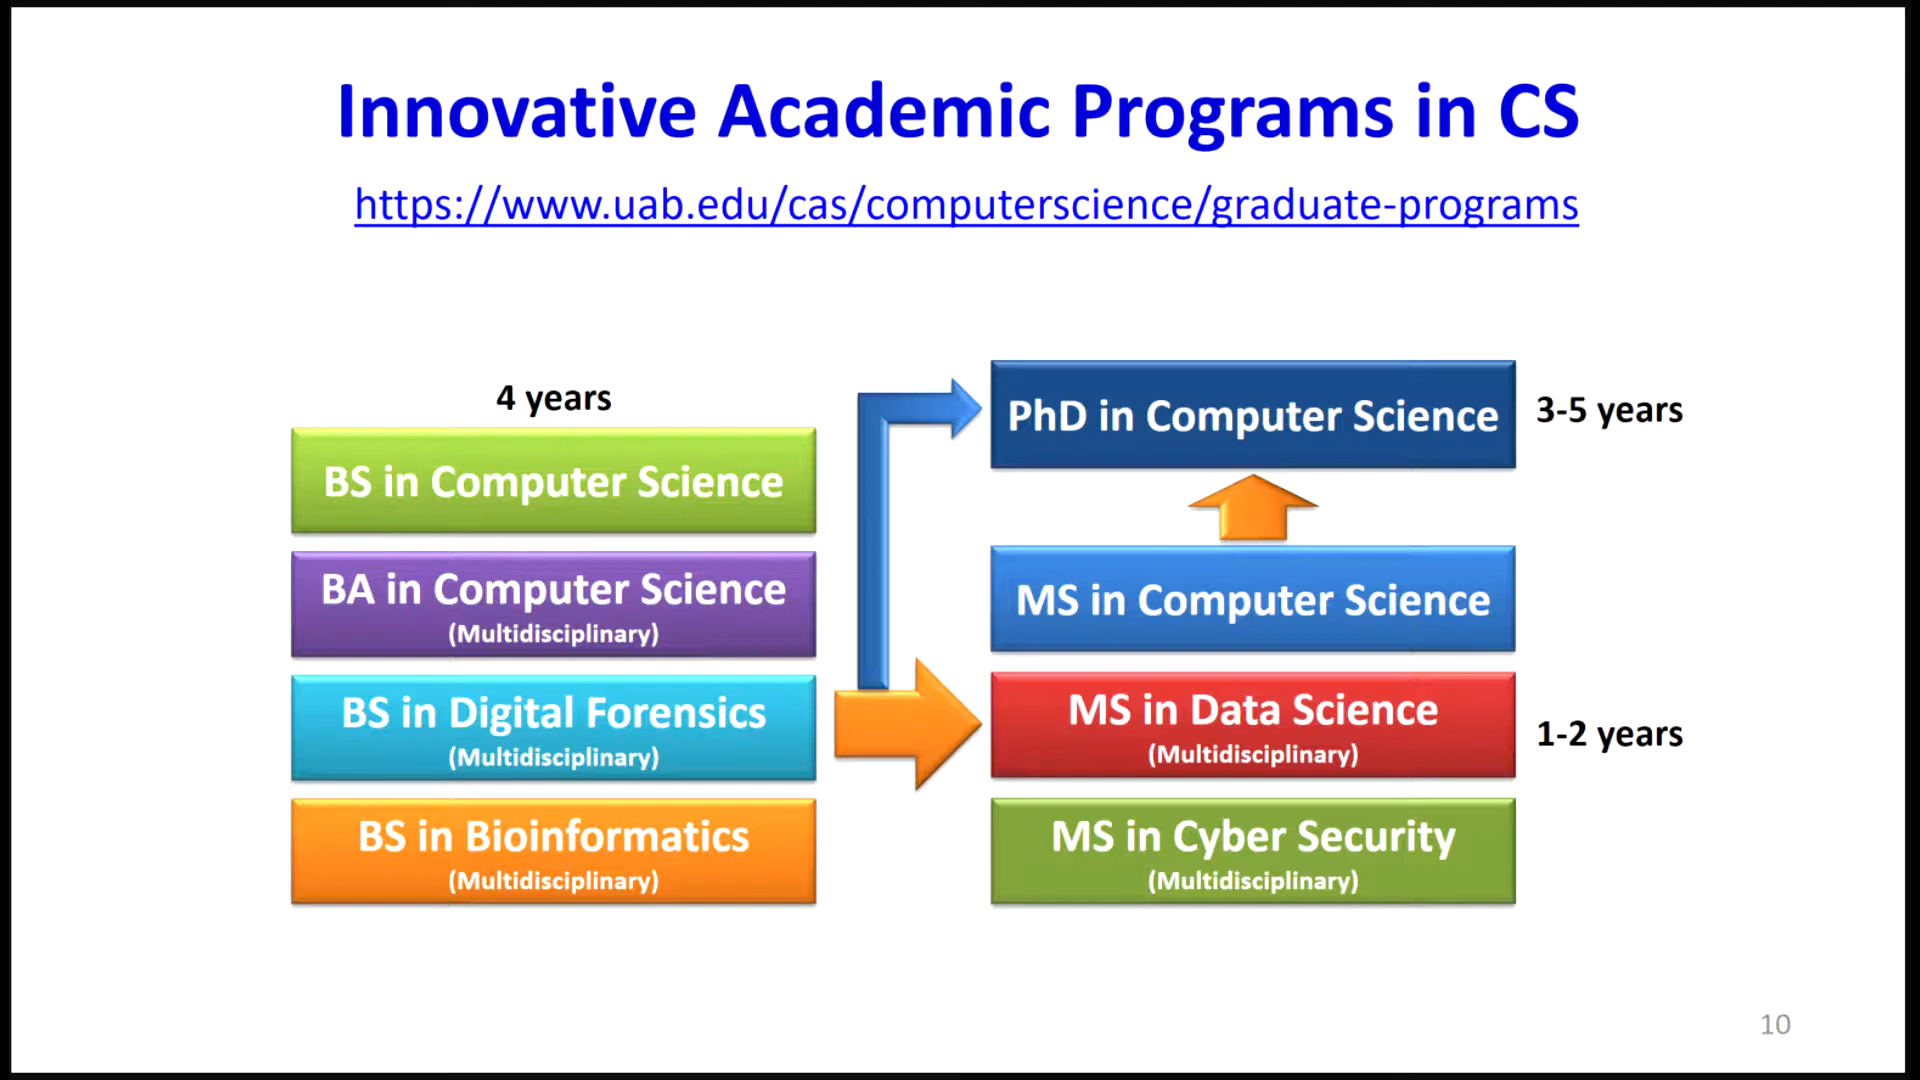 Innovative Academic Programs in CS
https://www.uab.edu/cas/computerscience/graduate-programs
4 years
BS in Computer Science
BA in Computer Science
(Multidisciplinary)
BS in Digital Forensics
(Multidisciplinary)
BS in Bioinformatics
(Multidisciplinary)
PhD in Computer Science
3-5 years
MS in Computer Science
MS in Data Science
(Multidisciplinary)
1-2 years
MS in Cyber Security
(Multidisciplinary)
10